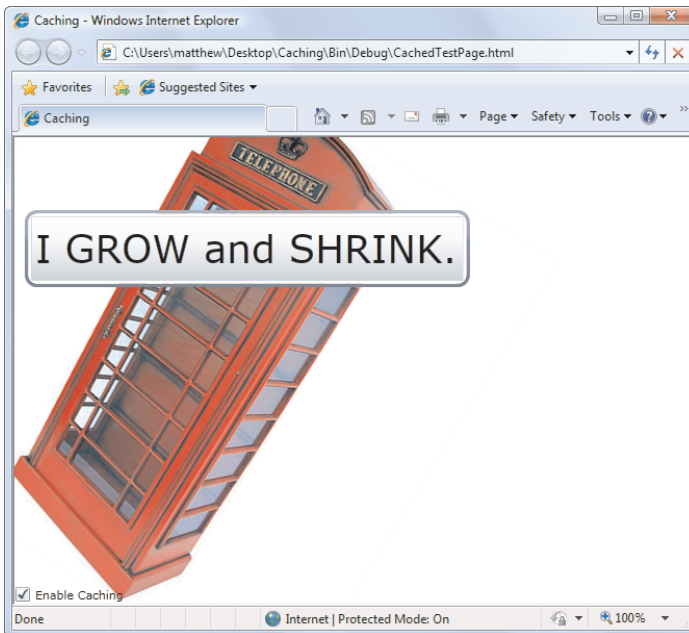 Caching - Windows Internet Explorer
C:\Users\matthew\Desktop\Caching\Bin\Debug\CachedTestPage.html
Favorites Suggested Sites
Caching Page Safety Tools
TELEPHONE
I GROW and SHRINK.
Enable Caching
Done Internet | Protected Mode: On 100%